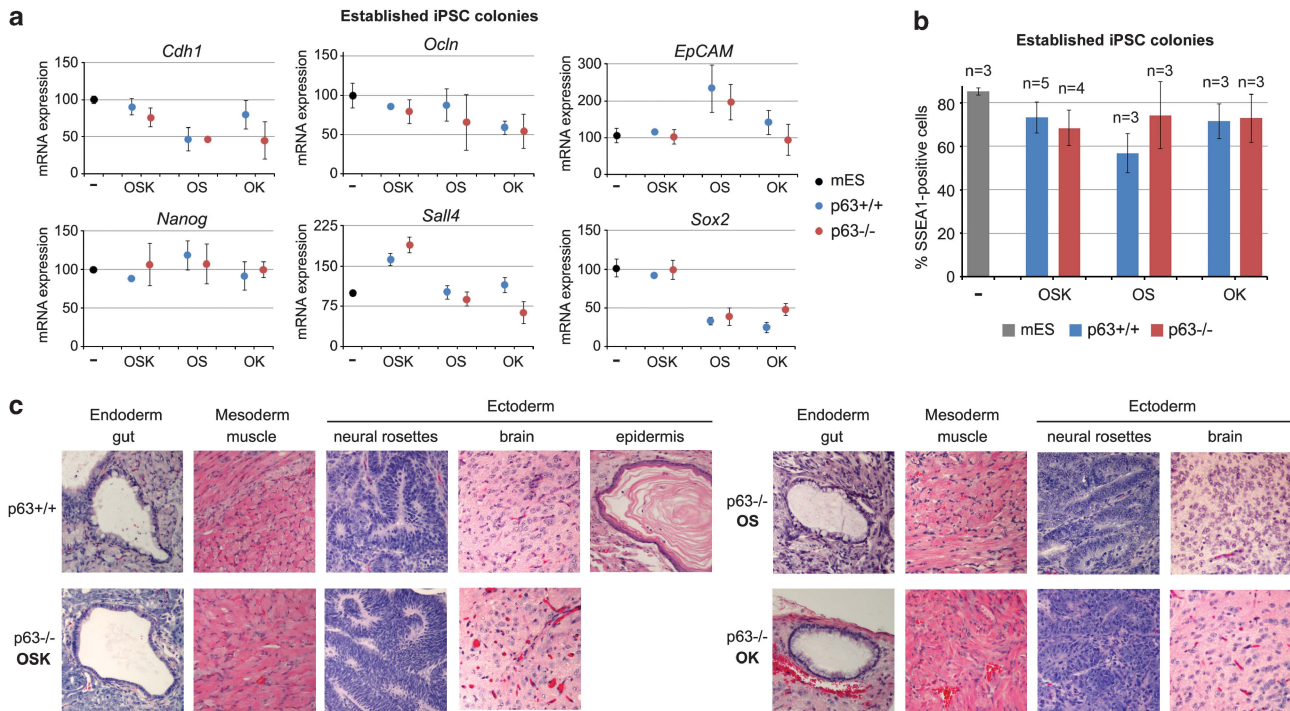 a
Established iPSC colonies
Cdh1
mRNA expression
150
100
50
0
– OSK OS OK
Ocln
mRNA expression
150
100
50
0
– OSK OS OK
EpCAM
mRNA expression
300
200
100
0
– OSK OS OK
Nanog
mRNA expression
150
100
50
0
– OSK OS OK
Sall4
mRNA expression
225
150
75
0
– OSK OS OK
Sox2
mRNA expression
150
100
50
0
– OSK OS OK
mES
p63+/+
p63-/-
b
Established iPSC colonies
% SSEA1-positive cells
80
60
40
20
0
n=3
n=5
n=4
n=3
n=3
n=3 n=3
– OSK OS OK
mES p63+/+ p63-/-
c
Endoderm
gut
Mesoderm
muscle
Ectoderm
neural rosettes brain epidermis
p63+/+
p63-/-
OSK
Endoderm
gut
Mesoderm
muscle
Ectoderm
neural rosettes brain
p63-/-
OS
p63-/-
OK